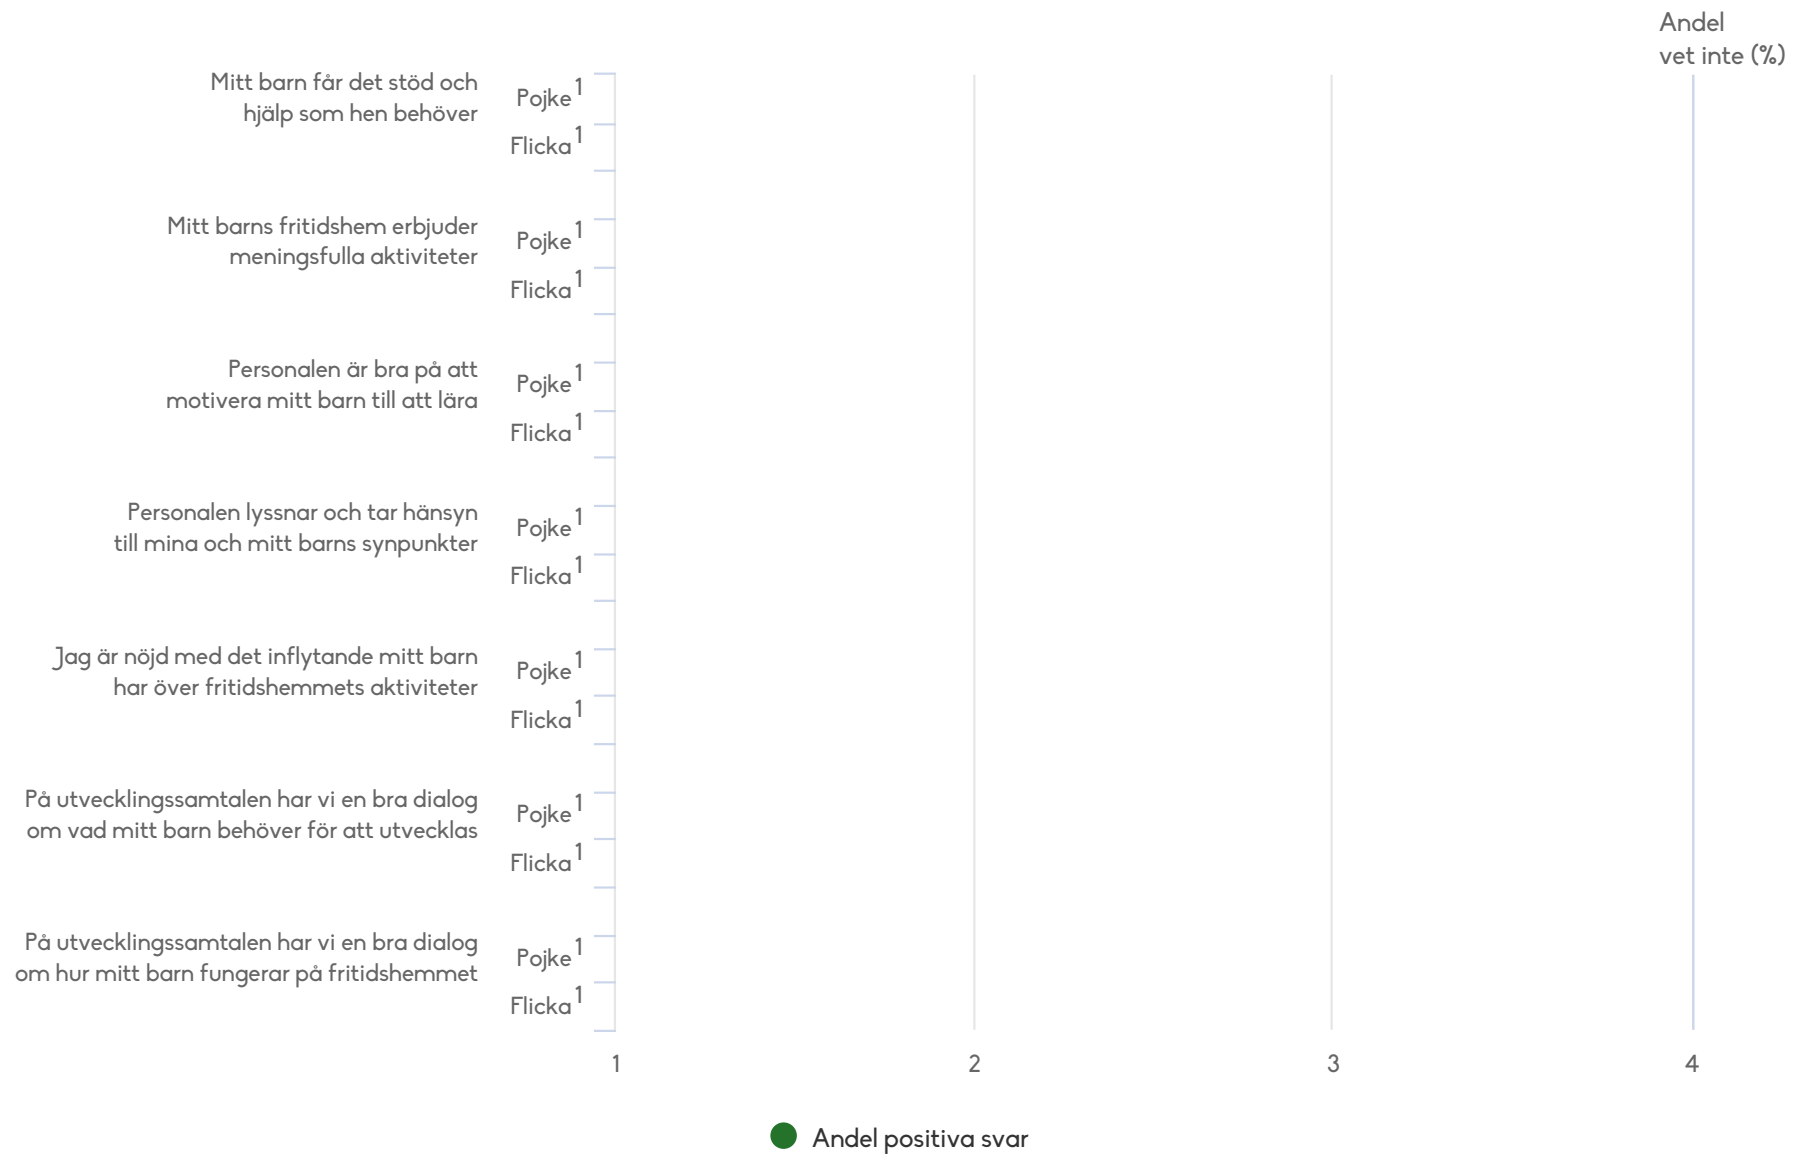 Andel
vet inte (%)
Mitt barn får det stöd och
hjälp som hen behöver
Pojke1
Flicka1
Mitt barns fritidshem erbjuder
meningsfulla aktiviteter
Pojke1
Flicka1
Personalen är bra på att
motivera mitt barn till att lära
Pojke1
Flicka1
Personalen lyssnar och tar hänsyn
till mina och mitt barns synpunkter
Pojke1
Flicka1
Jag är nöjd med det inflytande mitt barn
har över fritidshemmets aktiviteter
Pojke1
Flicka1
På utvecklingssamtalen har vi en bra dialog
om vad mitt barn behöver för att utvecklas
Pojke1
Flicka1
På utvecklingssamtalen har vi en bra dialog
om hur mitt barn fungerar på fritidshemmet
Pojke1
Flicka1
1 2 3 4
Andel positiva svar